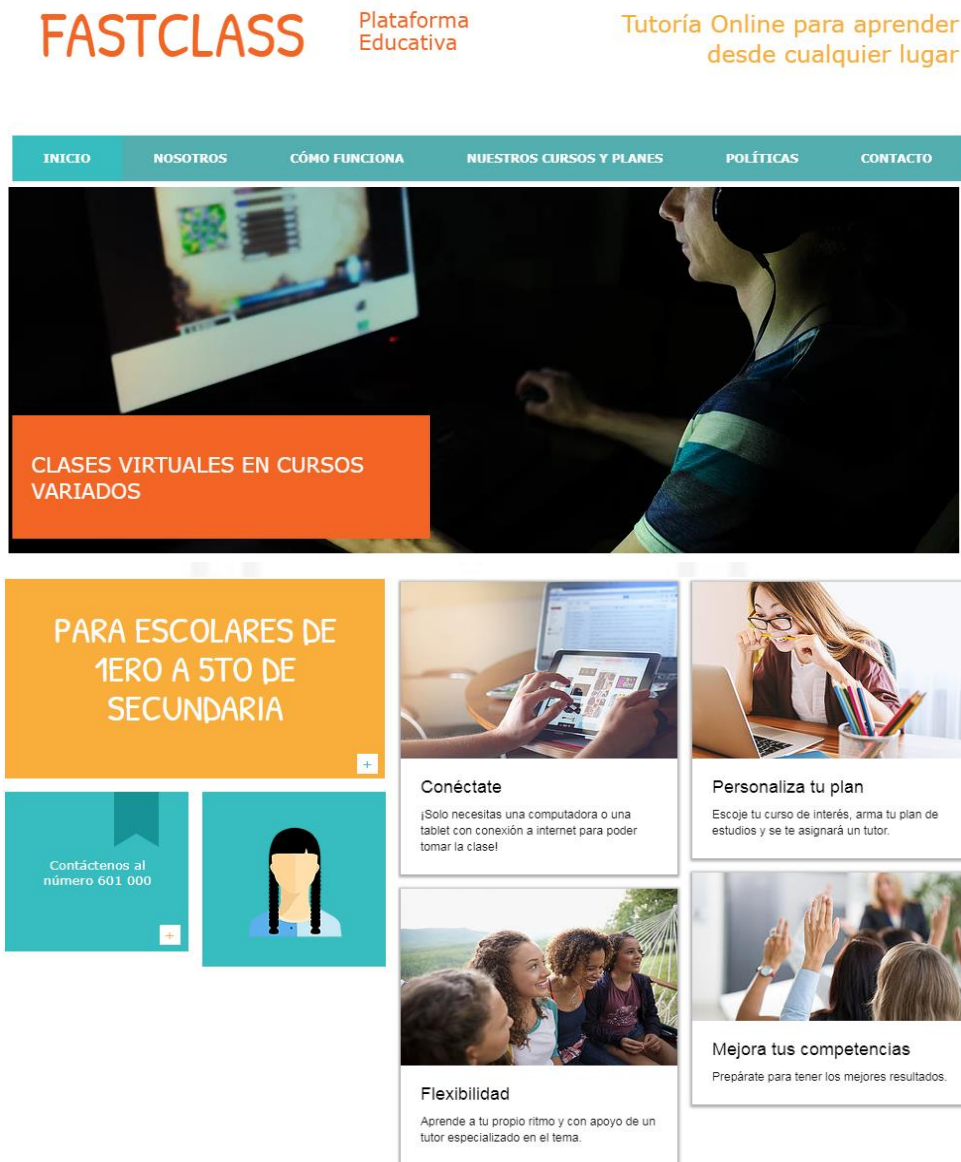 FASTCLASS
Plataforma
Educativa
Tutoría Online para aprender
desde cualquier lugar
INICIO
NOSOTROS
CÓMO FUNCIONA
NUESTROS CURSOS Y PLANES
POLÍTICAS
CONTACTO
CLASES VIRTUALES EN CURSOS
VARIADOS
PARA ESCOLARES DE
1ERO A 5TO DE
SECUNDARIA
+
Contáctenos al
número 601 000
+
Conéctate
¡Solo necesitas una computadora o una
tablet con conexión a internet para poder
tomar la clase!
Personaliza tu plan
Escoje tu curso de interés, arma tu plan de
estudios y se te asignará un tutor.
Flexibilidad
Aprende a tu propio ritmo y con apoyo de un
tutor especializado en el tema.
Mejora tus competencias
Prepárate para tener los mejores resultados.